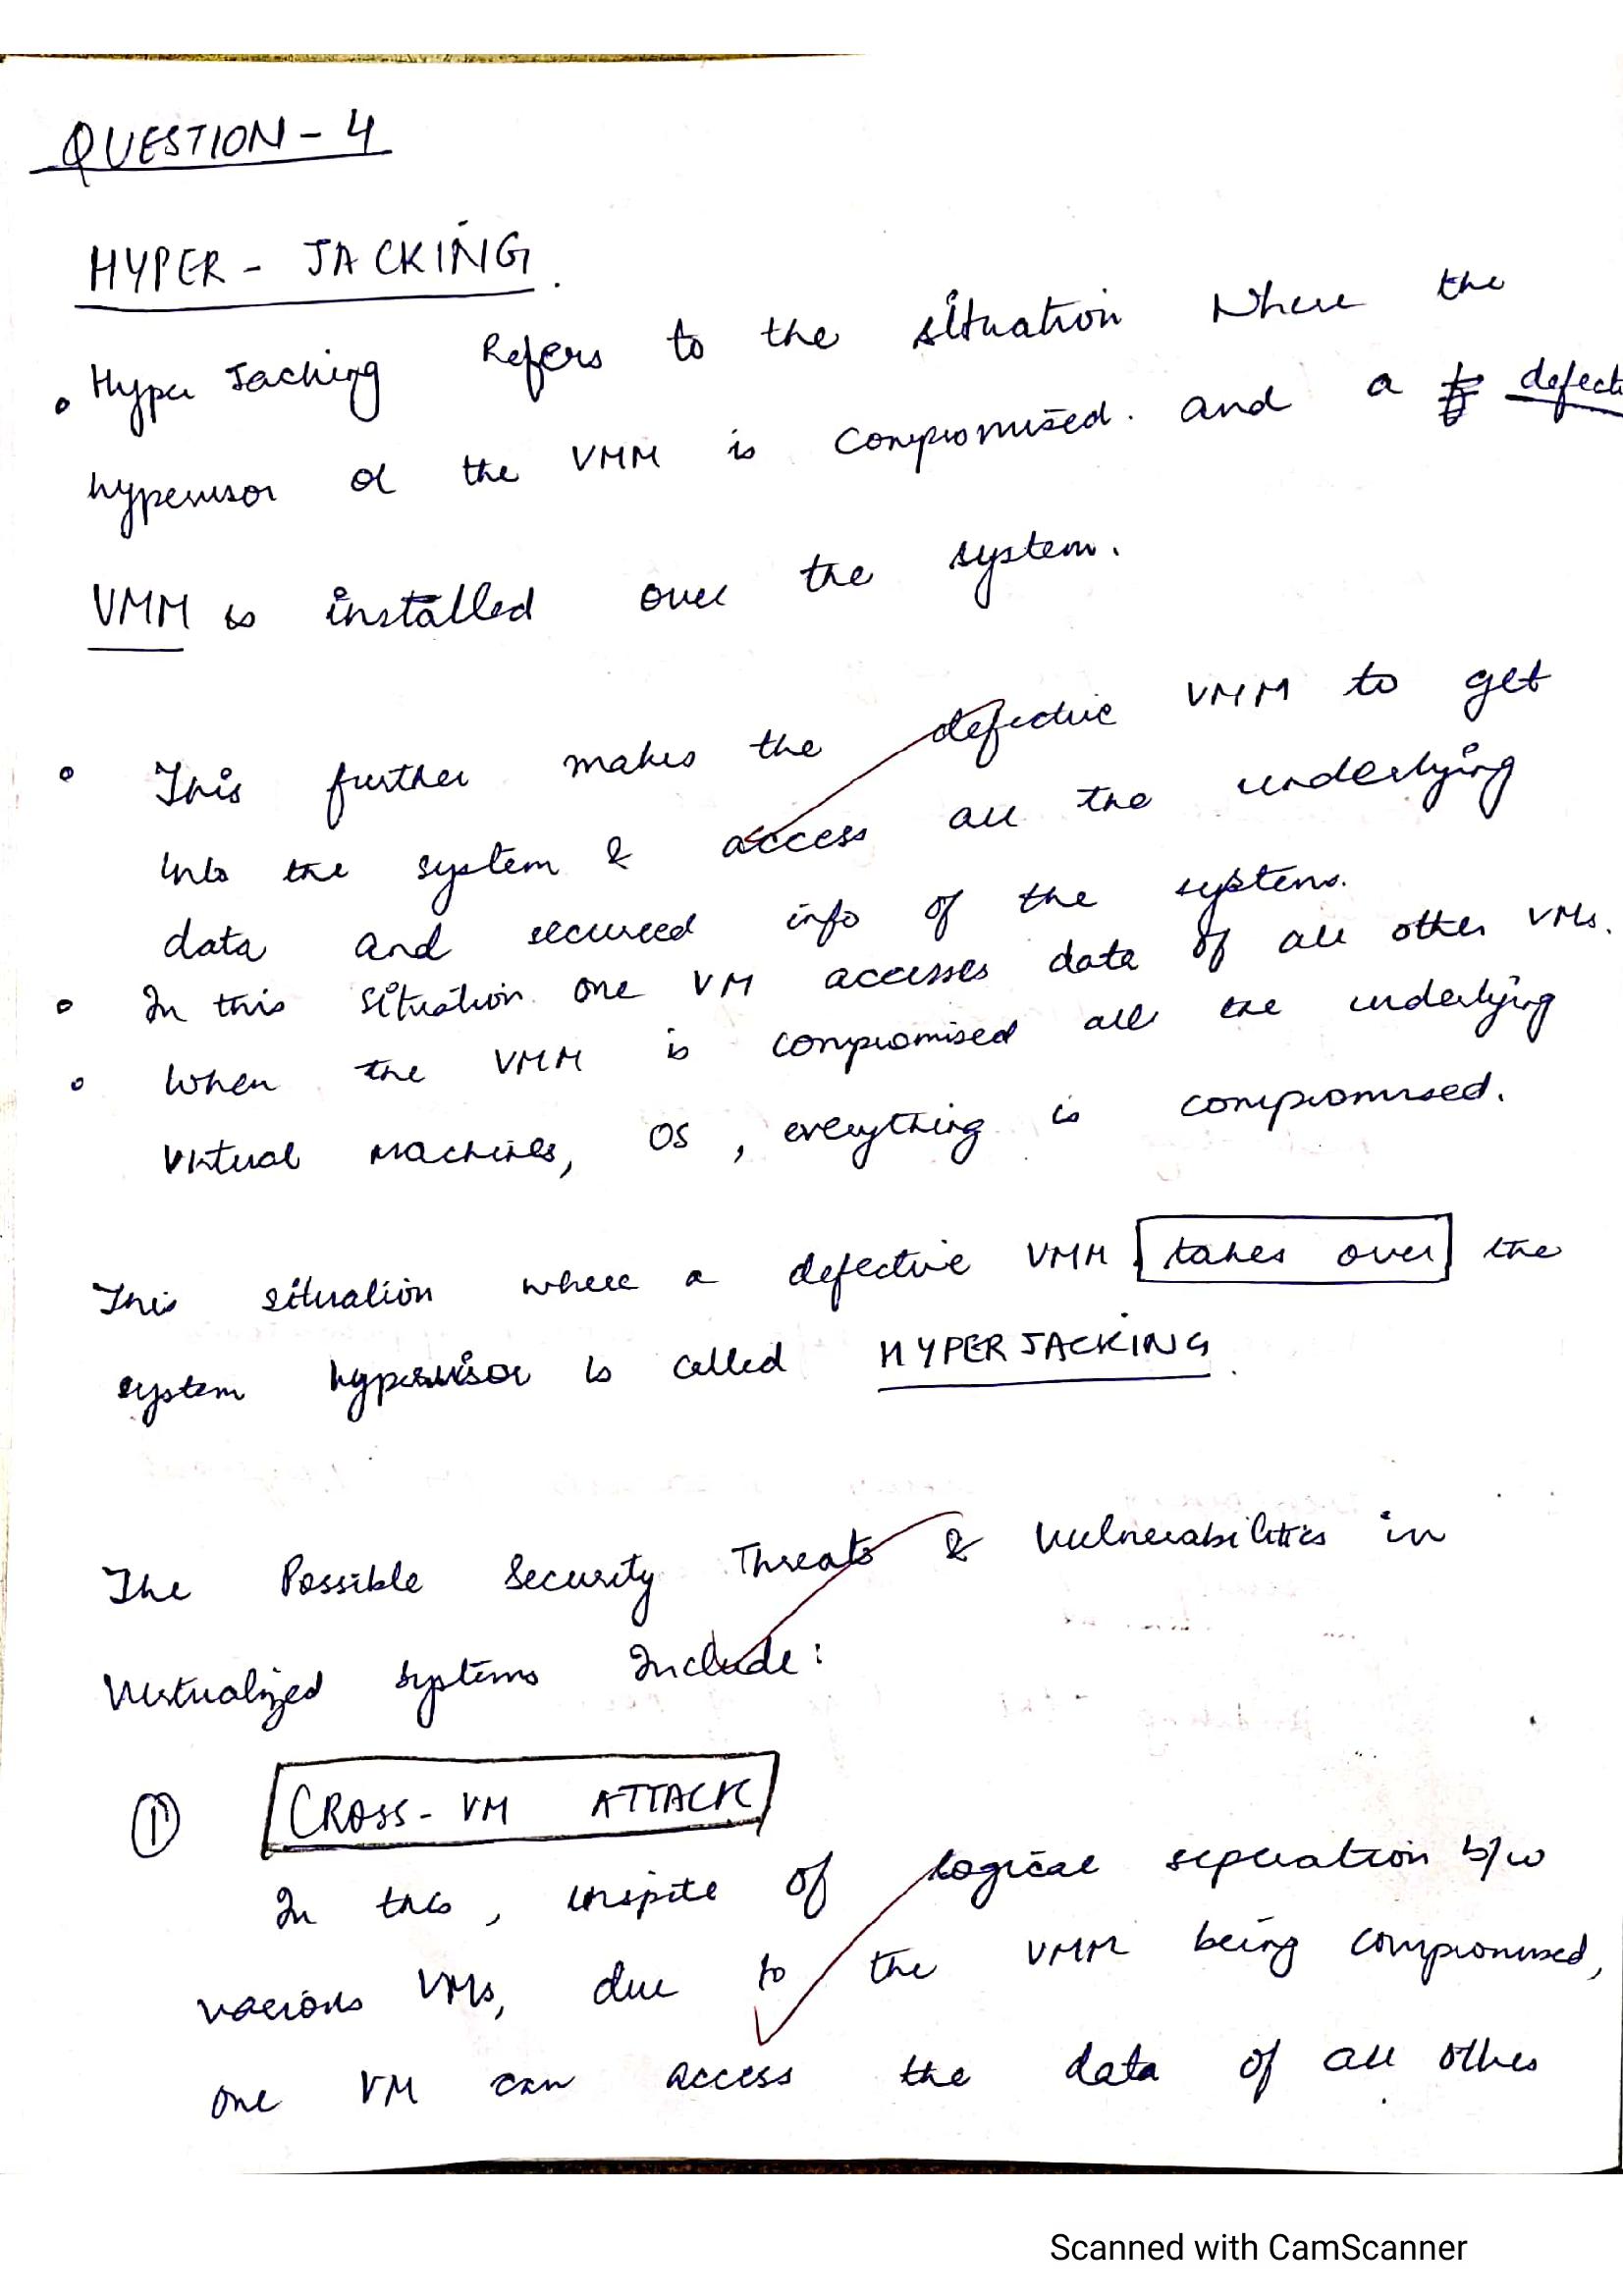 QUESTION - 4
HYPER - JACKING.
• Hyper Jacking Refers to the situation Where the
hypervisor or the VMM is compromised. and a defecti
VMM is installed over the system.
• This further makes the defective VMM to get
into the system & access all the underlying
data and secureed info of the systems.
• In this situation one VM accesses data of all other VMs.
• When the VMM is compromised all the underlying
virtual machines, OS, everything is compromised.
This situation where a defective VMM takes over the
system hypervisor is called HYPERJACKING.
The Possible Security Threats & Vulnerabilities in
Virtualized systems Include:
① CROSS-VM ATTACK
In this, inspite of logical seperation b/w
various VMs, due to the VMM being compromised,
one VM can access the data of all other
Scanned with CamScanner